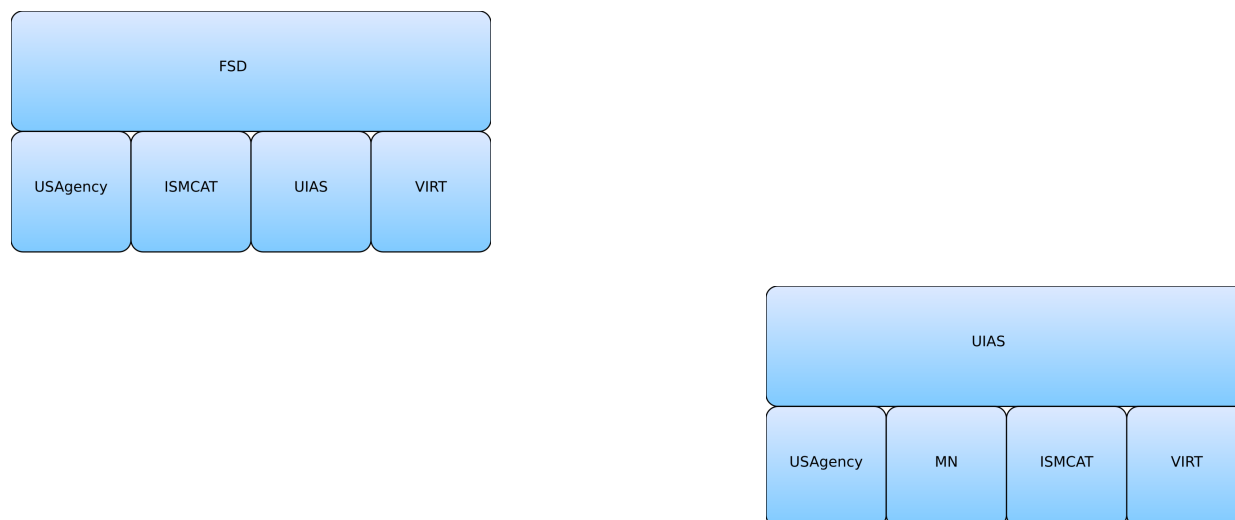 FSD
USAgency ISMCAT UIAS VIRT
UIAS
USAgency MN ISMCAT VIRT